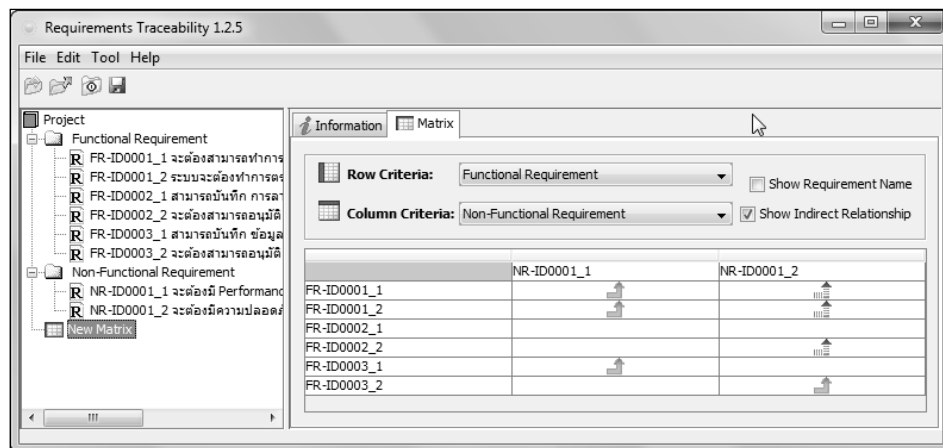 Requirements Traceability 1.2.5
File Edit Tool Help
Project
Functional Requirement
FR-ID0001_1 จะต้องสามารถทำการ
FR-ID0001_2 ระบบจะต้องทำการตร
FR-ID0002_1 สามารถบันทึก การลา
FR-ID0002_2 จะต้องสามารถอนุมัติ
FR-ID0003_1 สามารถบันทึก ข้อมูล
FR-ID0003_2 จะต้องสามารถอนุมัติ
Non-Functional Requirement
NR-ID0001_1 จะต้องมี Performanc
NR-ID0001_2 จะต้องมีความปลอดภ
New Matrix
Information
Matrix
Row Criteria: Functional Requirement
Show Requirement Name
Column Criteria: Non-Functional Requirement
Show Indirect Relationship
NR-ID0001_1 NR-ID0001_2
FR-ID0001_1
FR-ID0001_2
FR-ID0002_1
FR-ID0002_2
FR-ID0003_1
FR-ID0003_2